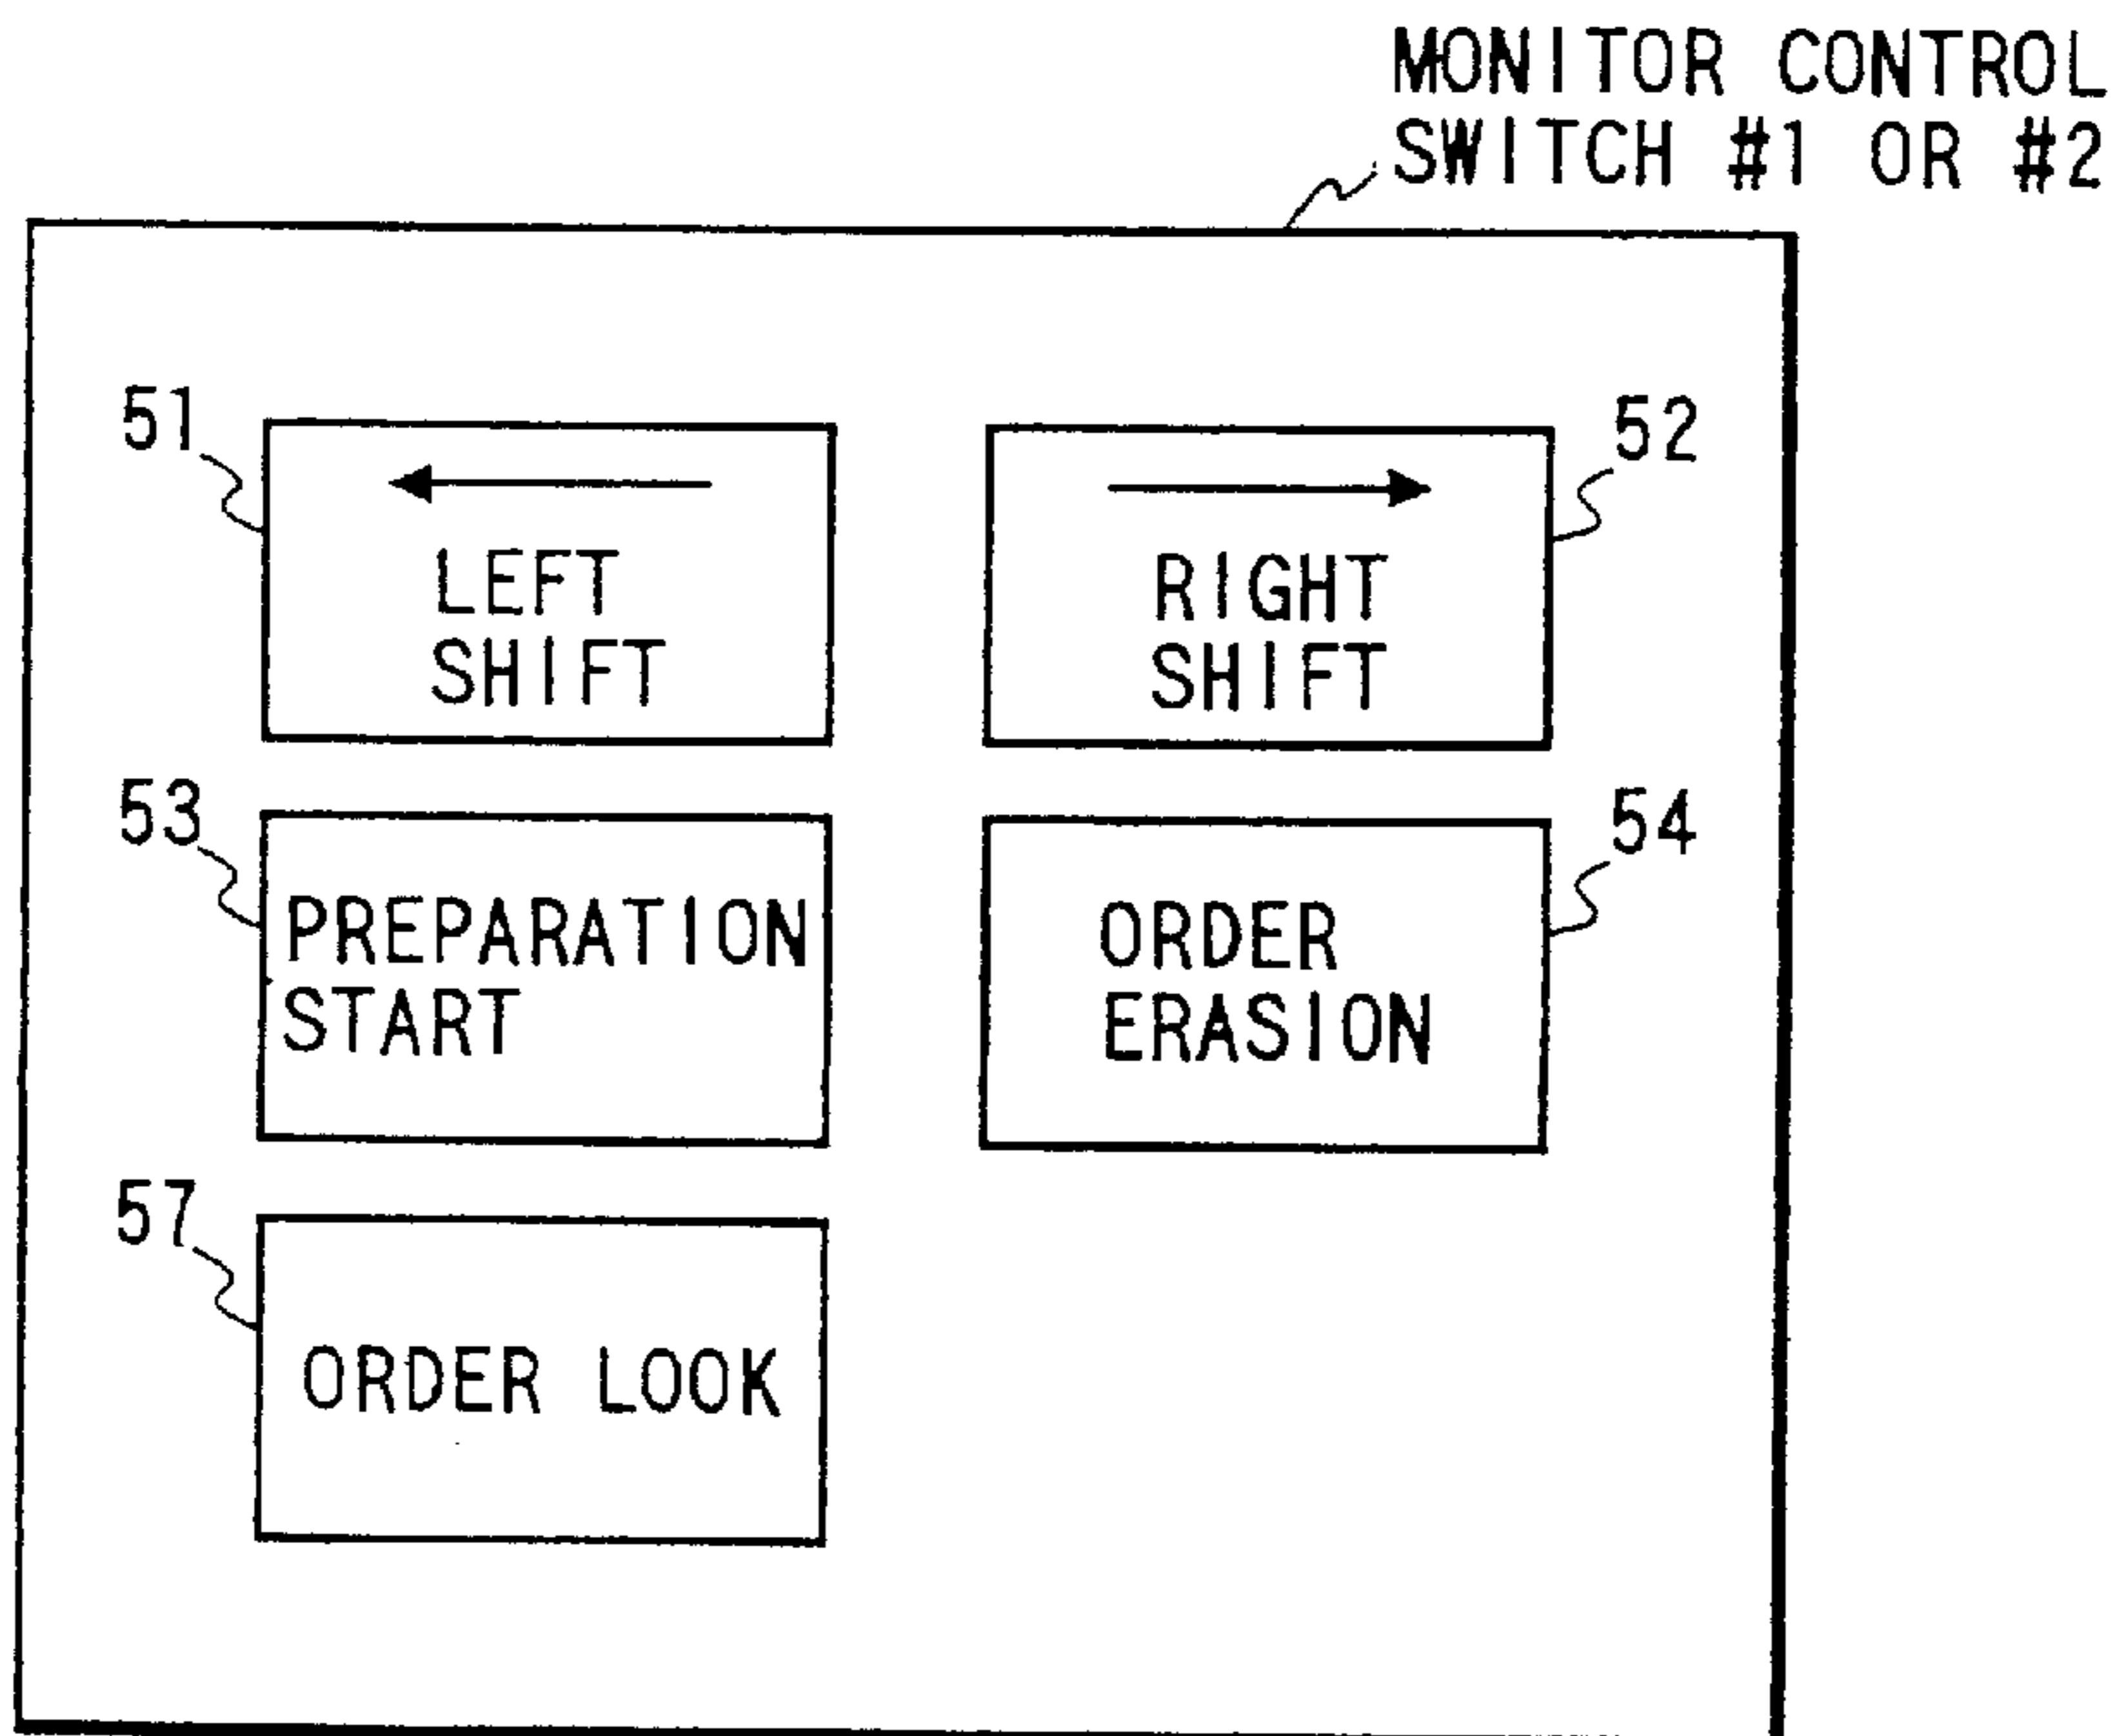 MONITOR CONTROL
SWITCH #1 OR #2
51
LEFT
SHIFT
52
RIGHT
SHIFT
53
PREPARATION
START
54
ORDER
ERASION
57
ORDER LOOK